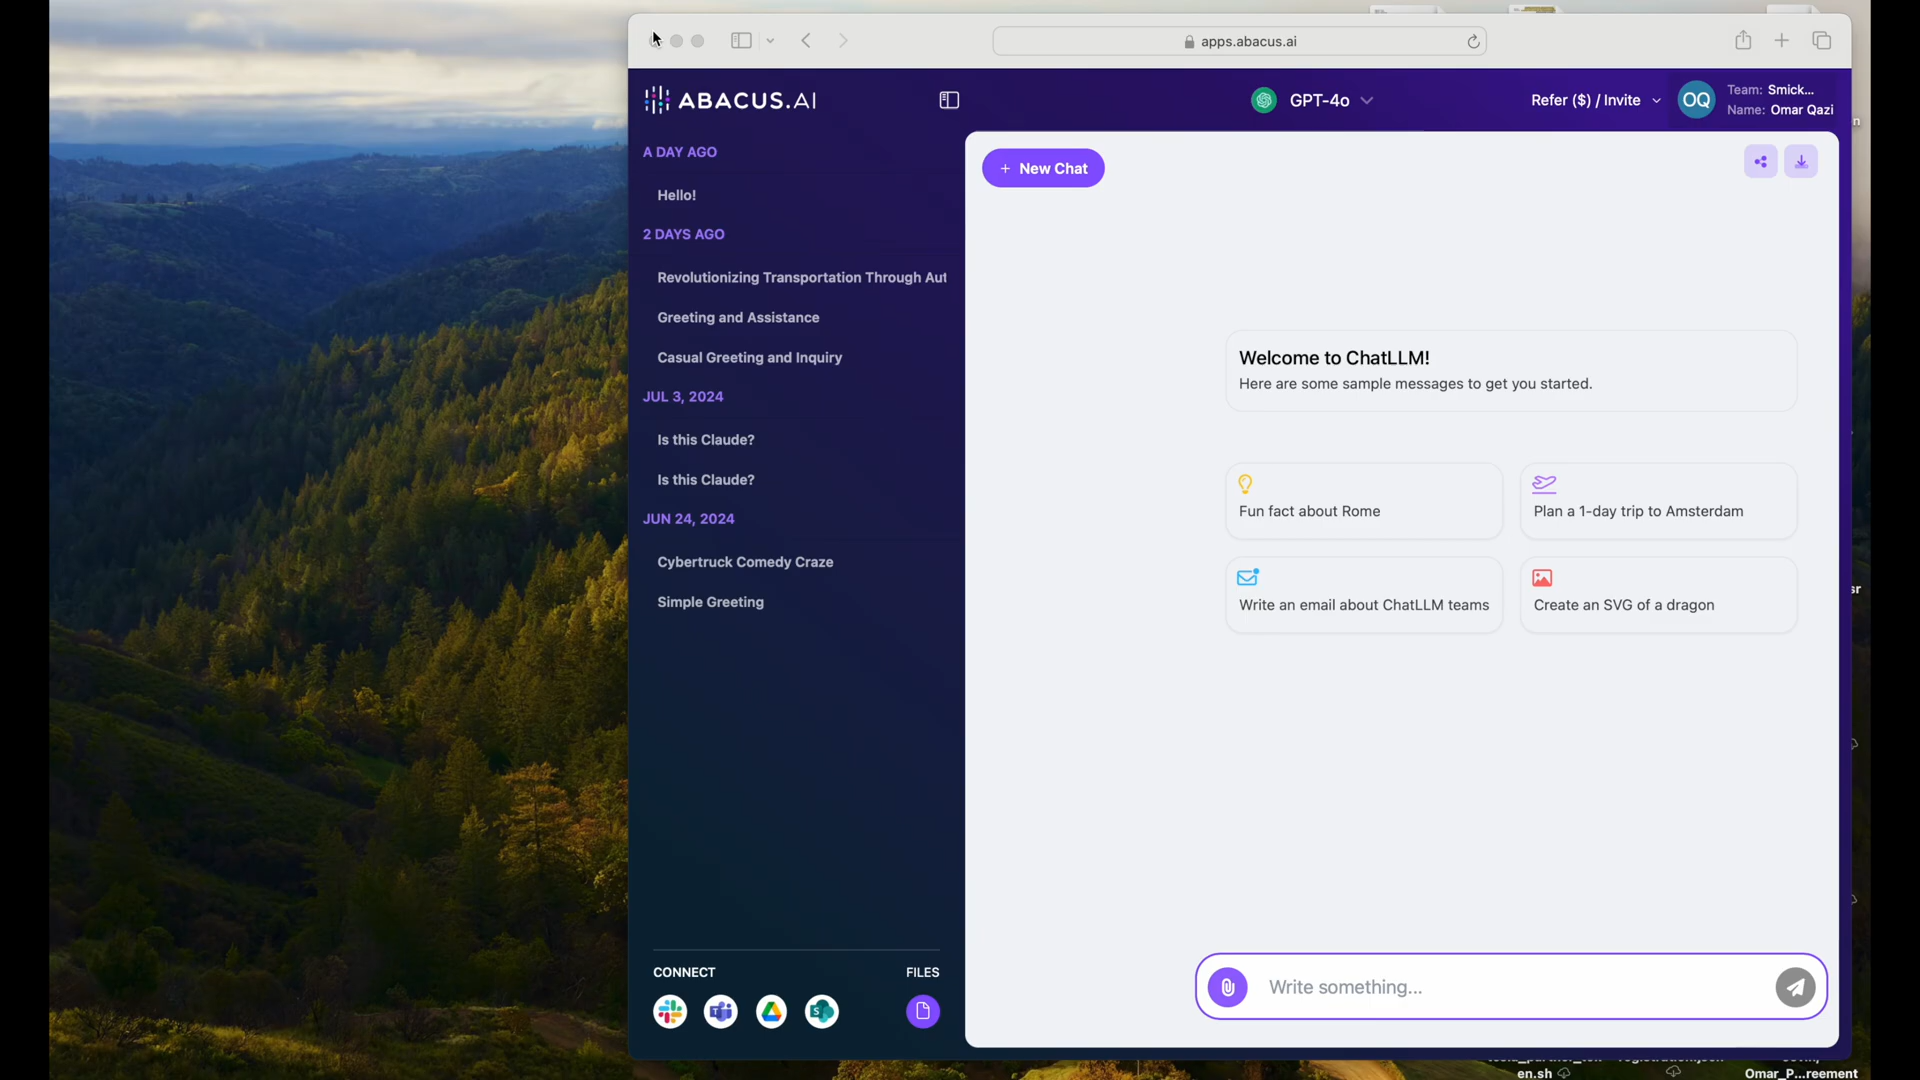 apps.abacus.ai
ABACUS.AI
GPT-4o
Refer ($) / Invite
OQ
Team: Smick...
Name: Omar Qazi
A DAY AGO
Hello!
2 DAYS AGO
Revolutionizing Transportation Through Aut
Greeting and Assistance
Casual Greeting and Inquiry
JUL 3, 2024
Is this Claude?
Is this Claude?
JUN 24, 2024
Cybertruck Comedy Craze
Simple Greeting
CONNECT
FILES
+ New Chat
Welcome to ChatLLM!
Here are some sample messages to get you started.
Fun fact about Rome
Plan a 1-day trip to Amsterdam
Write an email about ChatLLM teams
Create an SVG of a dragon
Write something...
en.sh
Omar_P...reement